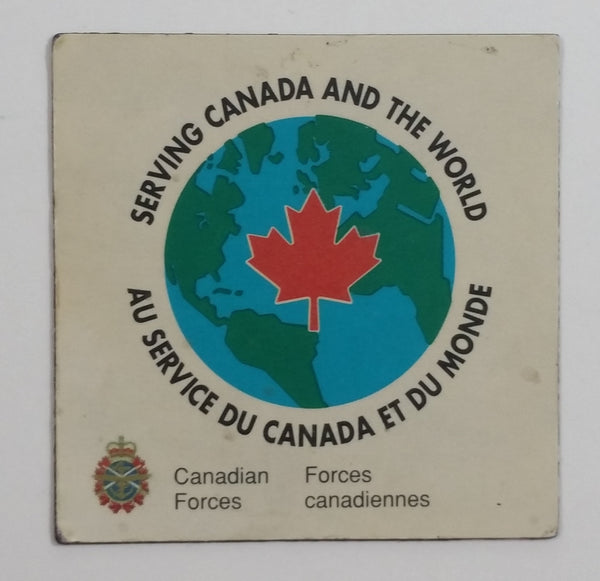 SERVING CANADA AND THE WORLD
AU SERVICE DU CANADA ET DU MONDE
Canadian Forces
Forces canadiennes